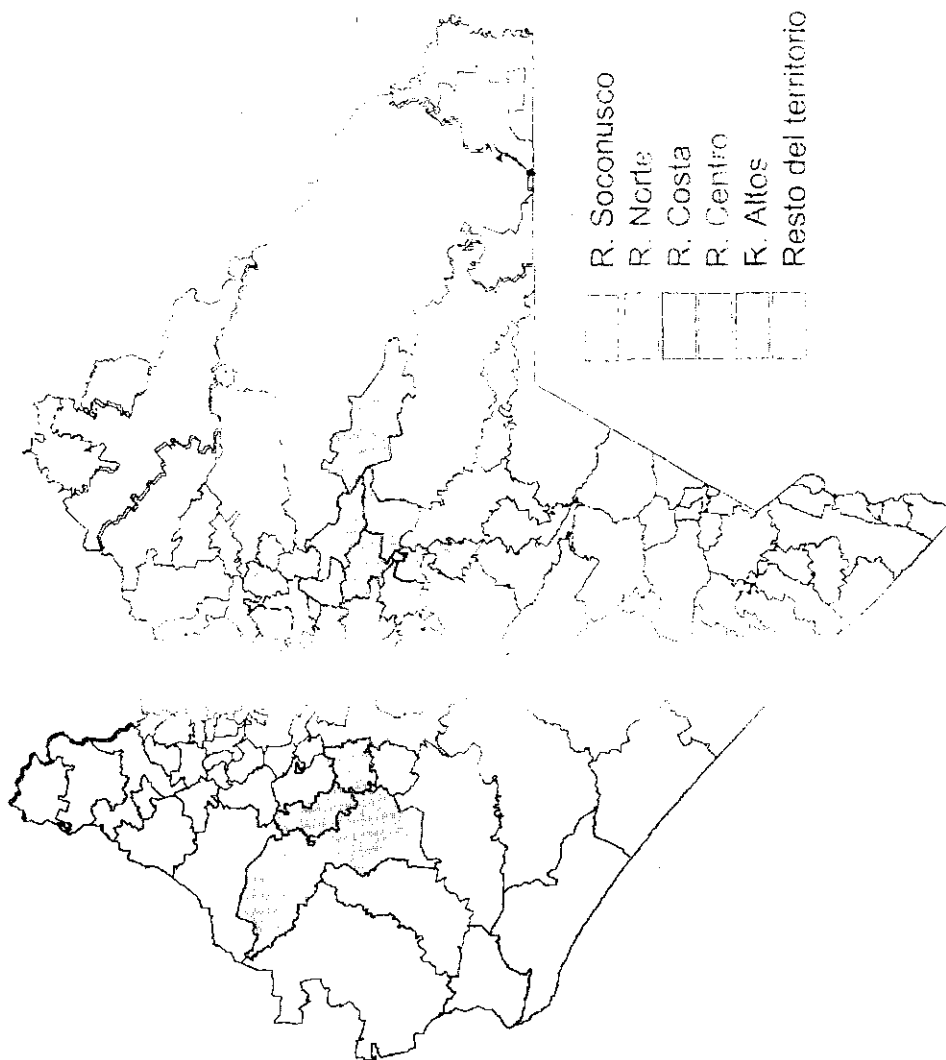 R. Soconusco
R. Norte
R. Costa
R. Centro
R. Altos
Resto del territorio